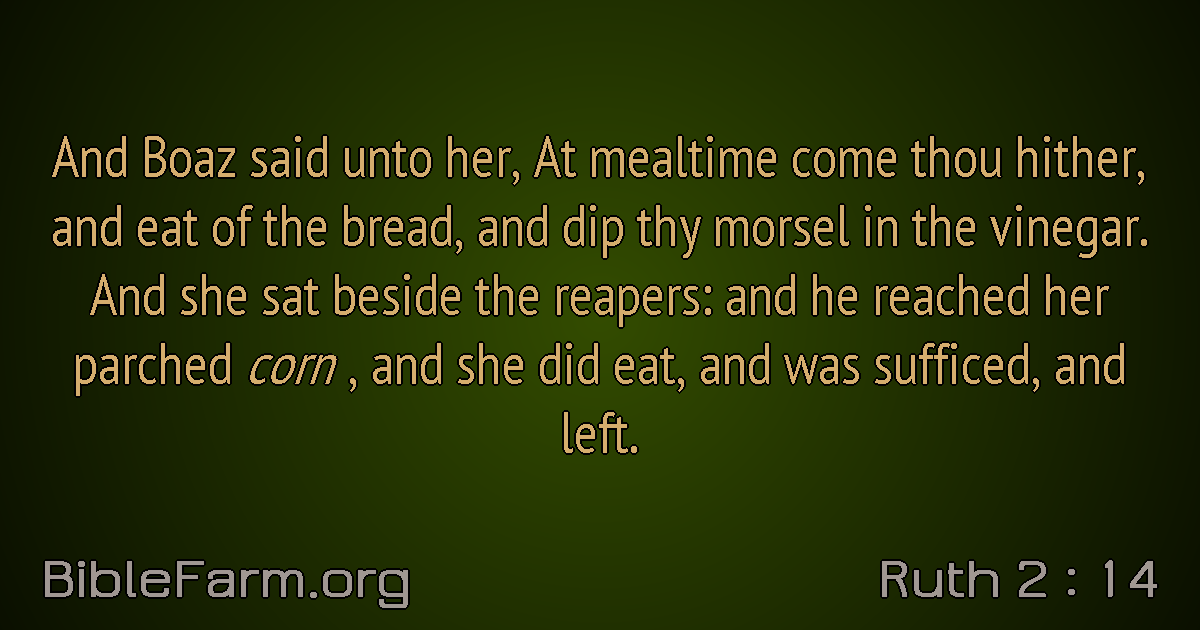 And Boaz said unto her, At mealtime come thou hither,
and eat of the bread, and dip thy morsel in the vinegar.
And she sat beside the reapers: and he reached her
parched corn , and she did eat, and was sufficed, and
left.
BibleFarm.org
Ruth 2 : 14